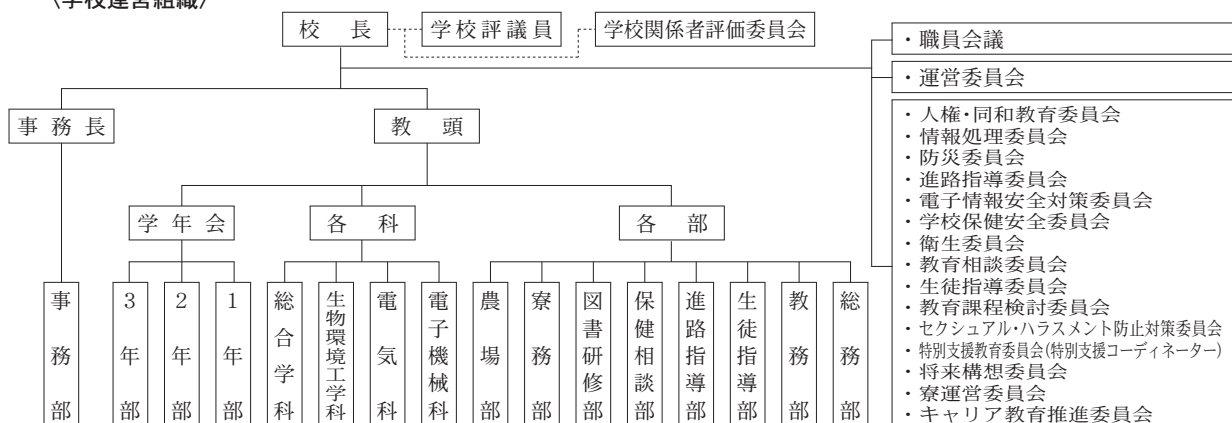 〈学校運営組織〉
校長
学校評議員
学校関係者評価委員会
・職員会議
・運営委員会
事務長
教頭
・人権・同和教育委員会
・情報処理委員会
・防災委員会
・進路指導委員会
・電子情報安全対策委員会
・学校保健安全委員会
・衛生委員会
・教育相談委員会
・生徒指導委員会
・教育課程検討委員会
・セクシュアル・ハラスメント防止対策委員会
・特別支援教育委員会(特別支援コーディネーター)
・将来構想委員会
・寮運営委員会
・キャリア教育推進委員会
学年会
各科
各部
事務部
3年部
2年部
1年部
総合学科
生物環境工学科
電気科
電子機械科
農場部
寮務部
図書研修部
保健相談部
進路指導部
生徒指導部
教務部
総務部